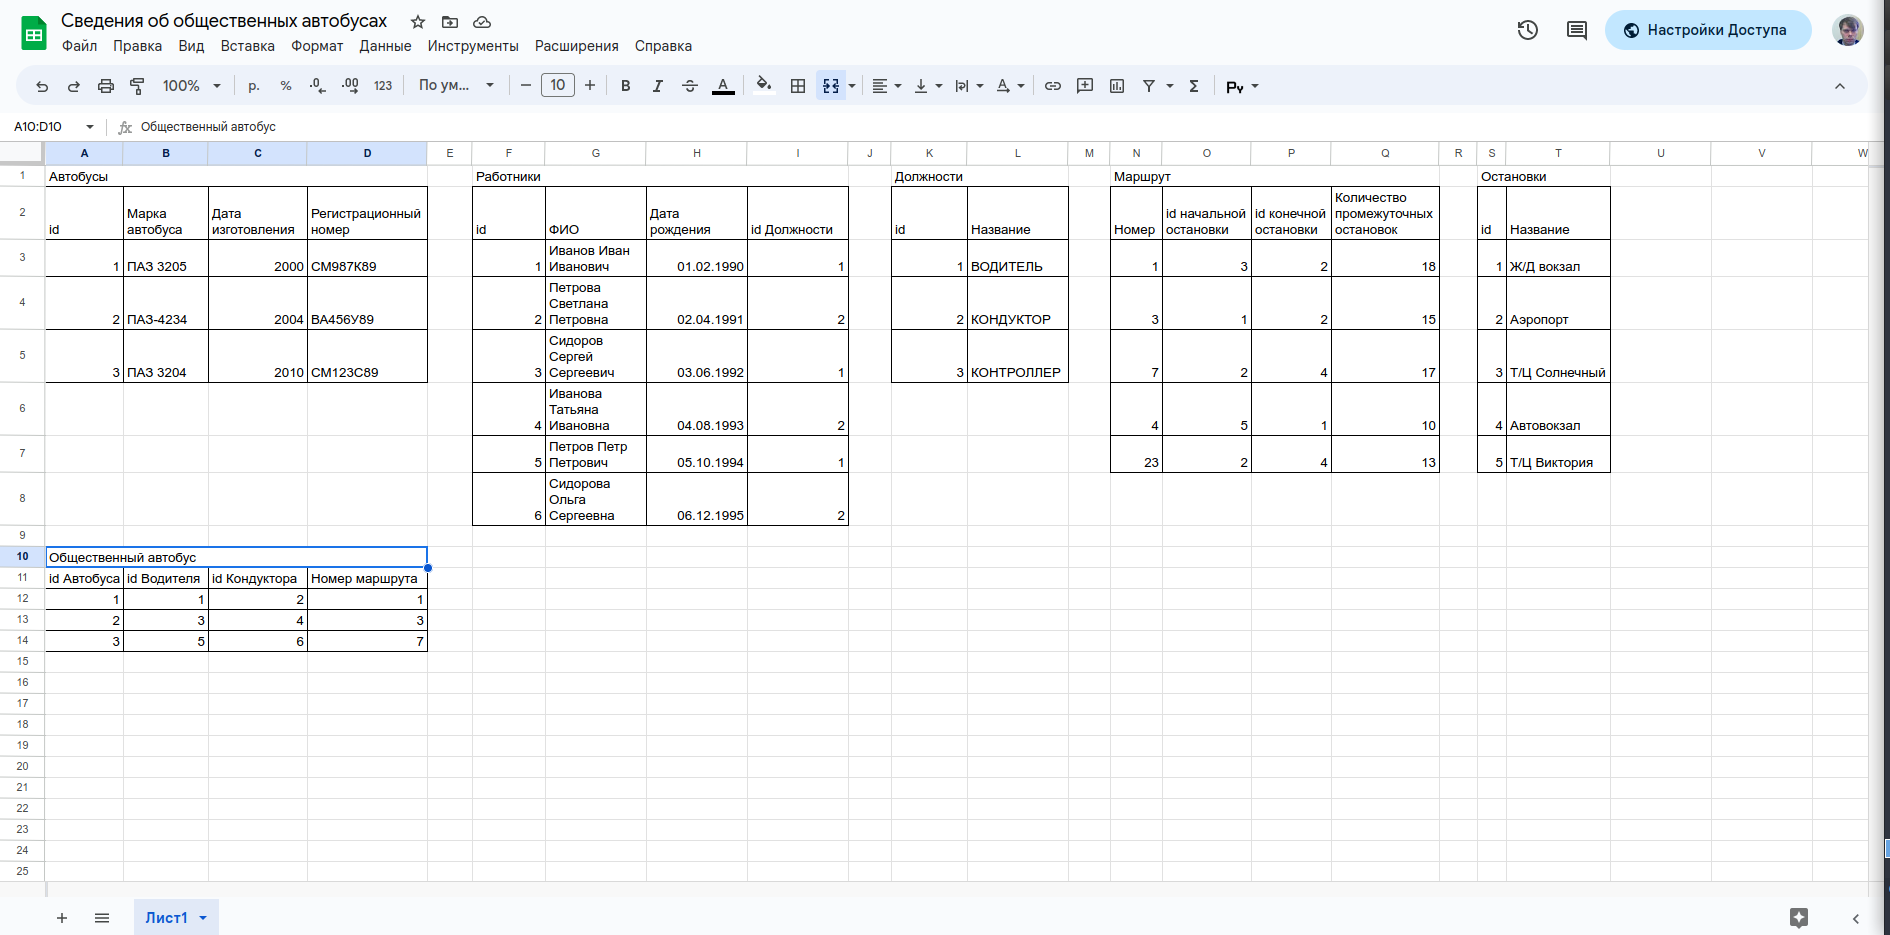 Сведения об общественных автобусах
Файл Правка Вид Вставка Формат Данные Инструменты Расширения Справка
Настройки Доступа
100% р. % .0 .00 123 По ум... 10 B I A A Σ Pу
A10:D10 fx Общественный автобус
A B C D E F G H I J K L M N O P Q R S T U V W
1 Автобусы Работники Должности Маршрут Остановки
2 id Марка автобуса Дата изготовления Регистрационный номер id ФИО Дата рождения id Должности id Название Номер id начальной остановки id конечной остановки Количество промежуточных остановок id Название
3 1 ПАЗ 3205 2000 СМ987К89 1 Иванов Иван Иванович 01.02.1990 1 1 ВОДИТЕЛЬ 1 3 2 18 1 Ж/Д вокзал
4 2 ПАЗ-4234 2004 ВА456У89 2 Петрова Светлана Петровна 02.04.1991 2 2 КОНДУКТОР 3 1 2 15 2 Аэропорт
5 3 ПАЗ 3204 2010 СМ123С89 3 Сидоров Сергей Сергеевич 03.06.1992 1 3 КОНТРОЛЛЕР 7 2 4 17 3 Т/Ц Солнечный
6 4 Иванова Татьяна Ивановна 04.08.1993 2 4 5 1 10 4 Автовокзал
7 5 Петров Петр Петрович 05.10.1994 1 23 2 4 13 5 Т/Ц Виктория
8 6 Сидорова Ольга Сергеевна 06.12.1995 2
9
10 Общественный автобус
11 id Автобуса id Водителя id Кондуктора Номер маршрута
12 1 1 2 1
13 2 3 4 3
14 3 5 6 7
15
16
17
18
19
20
21
22
23
24
25
Лист1